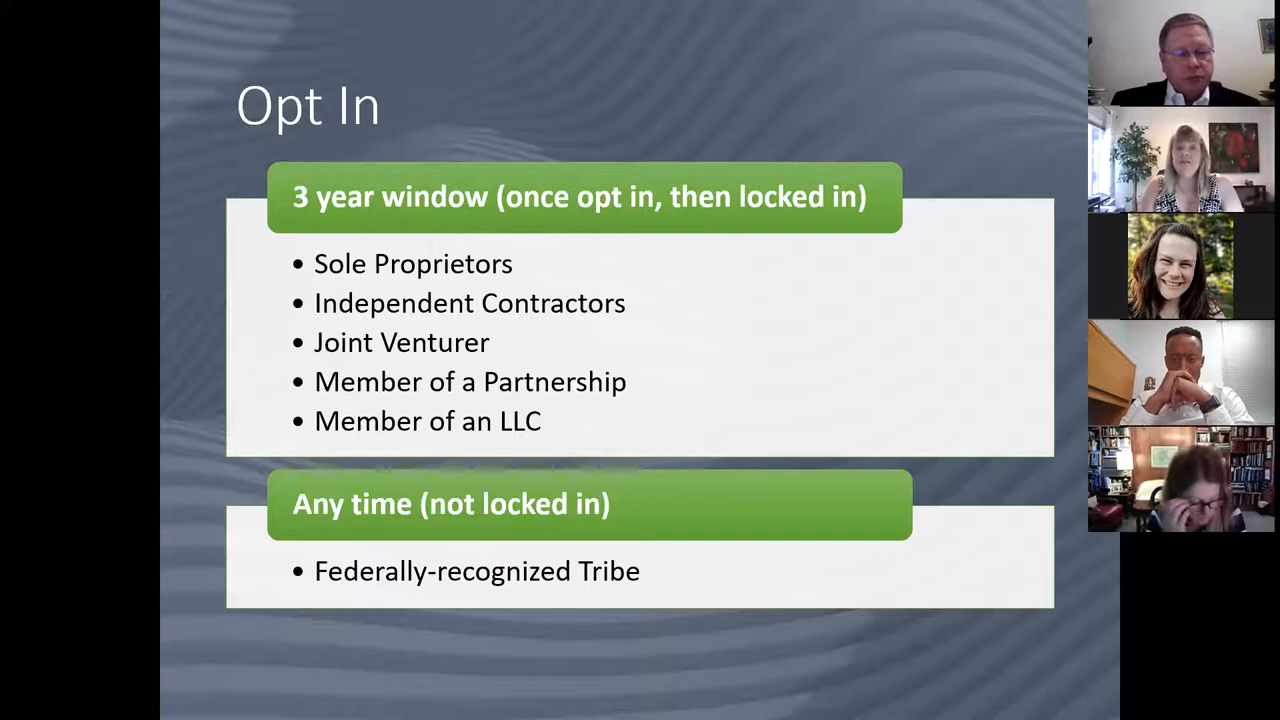 Opt In
3 year window (once opt in, then locked in)
• Sole Proprietors
• Independent Contractors
• Joint Venturer
• Member of a Partnership
• Member of an LLC
Any time (not locked in)
• Federally-recognized Tribe